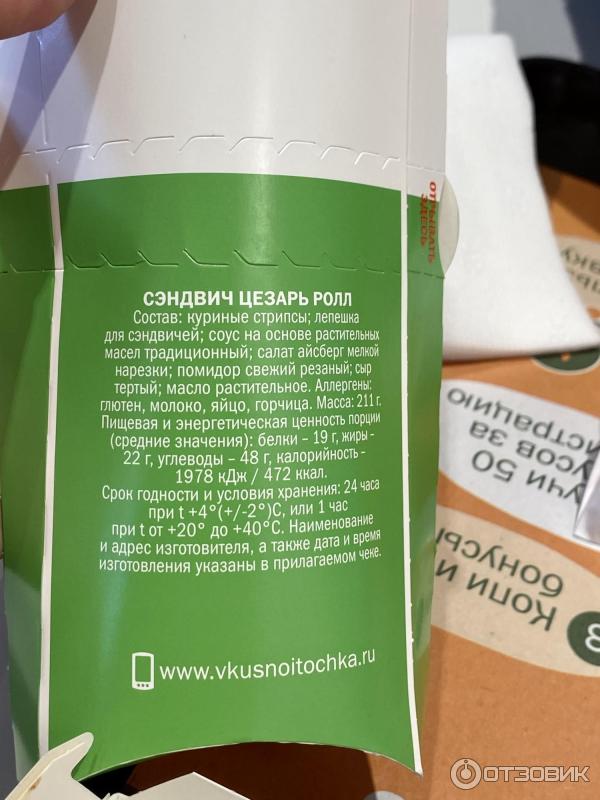 ОТРЫВАТЬ
ЗДЕСЬ
СЭНДВИЧ ЦЕЗАРЬ РОЛЛ
Состав: куриные стрипсы; лепешка
для сэндвичей; соус на основе растительных
масел традиционный; салат айсберг мелкой
нарезки; помидор свежий резаный; сыр
тертый; масло растительное. Аллергены:
глютен, молоко, яйцо, горчица. Масса: 211 г.
Пищевая и энергетическая ценность порции
(средние значения): белки – 19 г, жиры -
22 г, углеводы – 48 г, калорийность -
1978 кДж / 472 ккал.
Срок годности и условия хранения: 24 часа
при t +4°(+/-2°)C, или 1 час
при t от +20° до +40°C. Наименование
и адрес изготовителя, а также дата и время
изготовления указаны в прилагаемом чеке.
www.vkusnoitochka.ru
учи 50
усов за
истрацию
Копи и
бонусы
3
ОТЗОВИК